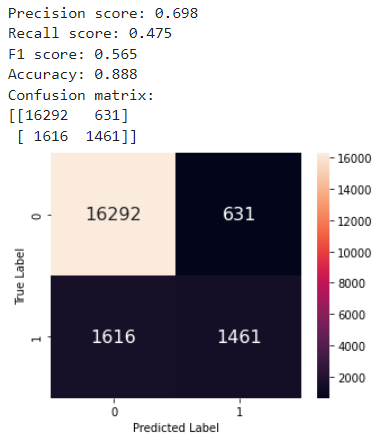 Precision score: 0.698
Recall score: 0.475
F1 score: 0.565
Accuracy: 0.888
Confusion matrix:
[[16292   631]
 [ 1616  1461]]
16000
14000
12000
10000
8000
6000
4000
2000
True Label
0
16292
631
1
1616
1461
0
1
Predicted Label